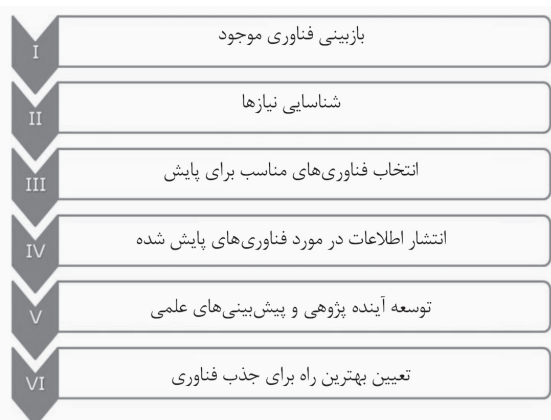 I
بازبینی فناوری موجود
II
شناسایی نیازها
III
انتخاب فناوری‌های مناسب برای پایش
IV
انتشار اطلاعات در مورد فناوری‌های پایش شده
V
توسعه آینده پژوهی و پیش‌بینی‌های علمی
VI
تعیین بهترین راه برای جذب فناوری